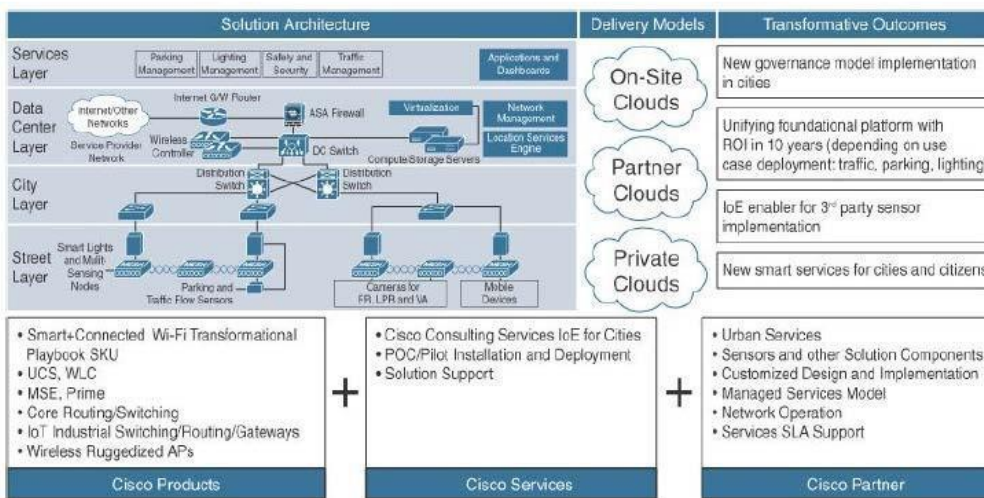 Solution Architecture
Delivery Models
Transformative Outcomes
Services
Layer
Parking
Management
Lighting
Management
Safety and
Security
Traffic
Management
Applications and
Dashboards
Data
Center
Layer
Internet/Other
Networks
Service Provider
Network
Internet G/W Router
Wireless
Controller
ASA Firewall
DC Switch
Virtualization
Compute/Storage Servers
Network
Management
Location Services
Engine
City
Layer
Distribution
Switch
Distribution
Switch
Street
Layer
Smart Lights
and Mulit-
Sensing
Nodes
Parking and
Traffic Flow Sensors
Cameras for
FR, LPR and VA
Mobile
Devices
On-Site
Clouds
Partner
Clouds
Private
Clouds
New governance model implementation
in cities
Unifying foundational platform with
ROI in 10 years (depending on use
case deployment: traffic, parking, lighting
IoE enabler for 3rd party sensor
implementation
New smart services for cities and citizens
• Smart+Connected Wi-Fi Transformational
Playbook SKU
• UCS, WLC
• MSE, Prime
• Core Routing/Switching
• IoT Industrial Switching/Routing/Gateways
• Wireless Ruggedized APs
Cisco Products
+
• Cisco Consulting Services IoE for Cities
• POC/Pilot Installation and Deployment
• Solution Support
Cisco Services
+
• Urban Services
• Sensors and other Solution Components
• Customized Design and Implementation
• Managed Services Model
• Network Operation
• Services SLA Support
Cisco Partner